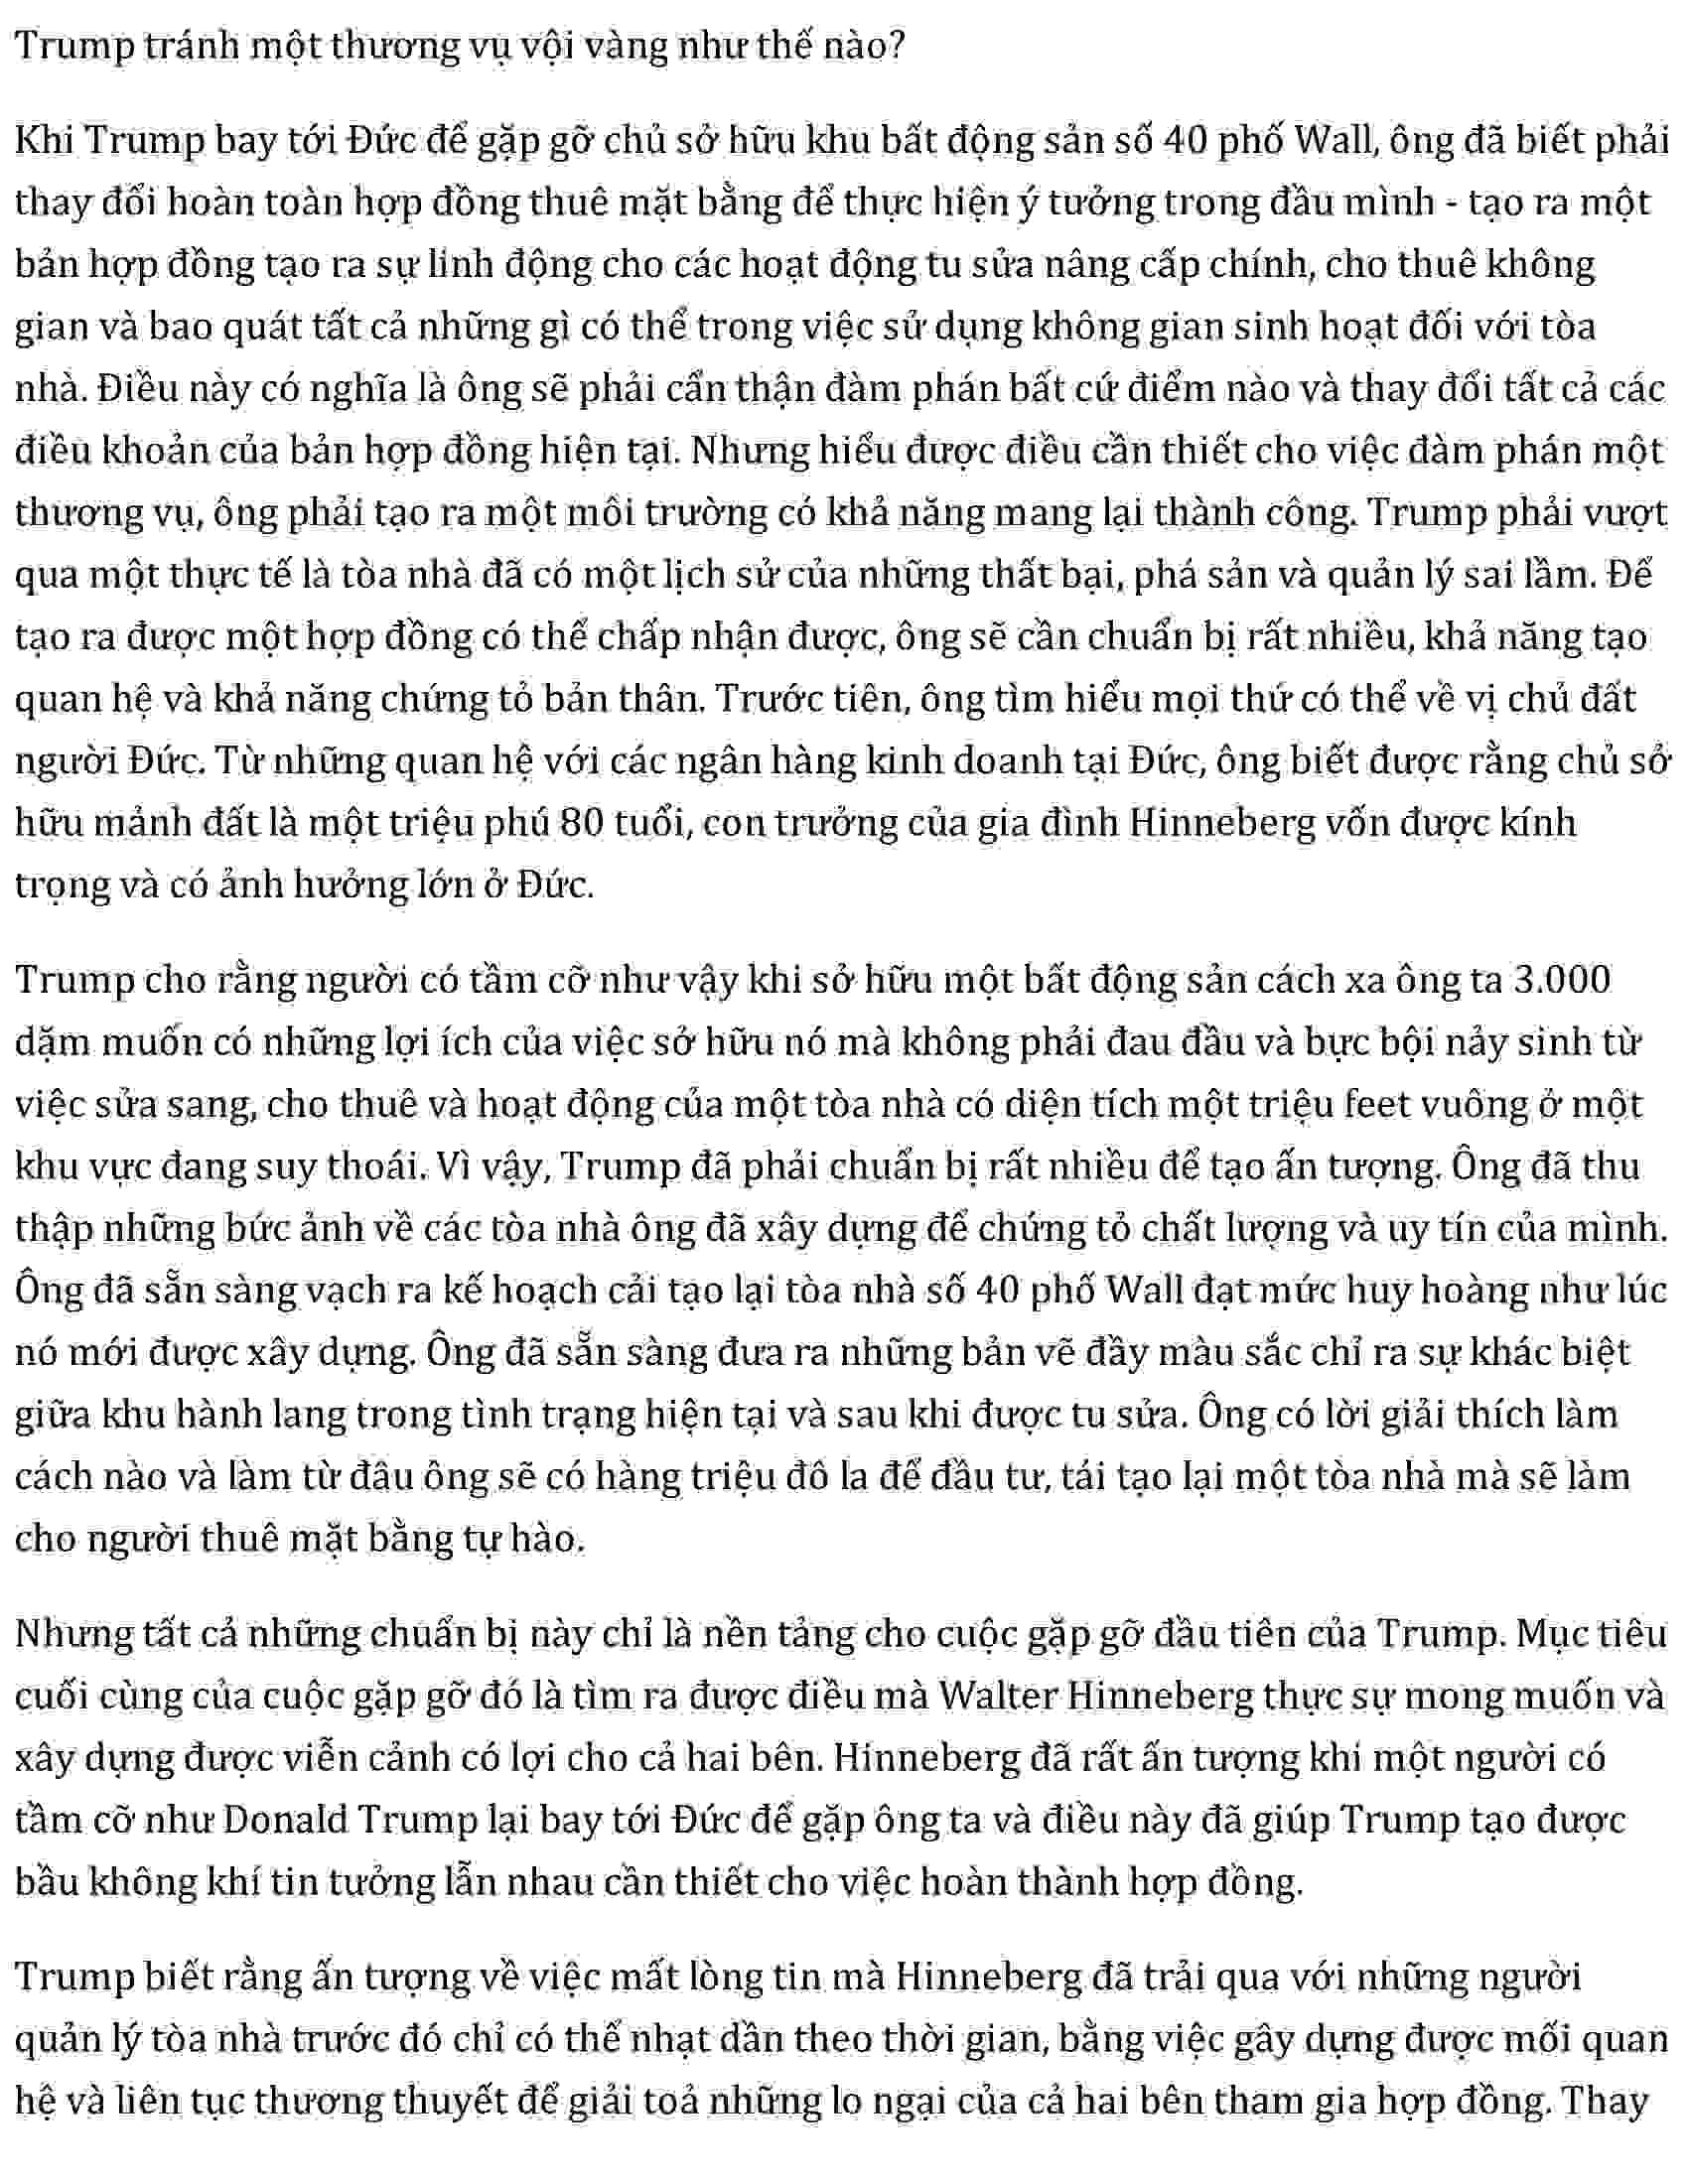 Trump tránh một thương vụ vội vàng như thế nào?
Khi Trump bay tới Đức để gặp gỡ chủ sở hữu khu bất động sản số 40 phố Wall, ông đã biết phải
thay đổi hoàn toàn hợp đồng thuê mặt bằng để thực hiện ý tưởng trong đầu mình - tạo ra một
bản hợp đồng tạo ra sự linh động cho các hoạt động tu sửa nâng cấp chính, cho thuê không
gian và bao quát tất cả những gì có thể trong việc sử dụng không gian sinh hoạt đối với tòa
nhà. Điều này có nghĩa là ông sẽ phải cẩn thận đàm phán bất cứ điểm nào và thay đổi tất cả các
điều khoản của bản hợp đồng hiện tại. Nhưng hiểu được điều cần thiết cho việc đàm phán một
thương vụ, ông phải tạo ra một môi trường có khả năng mang lại thành công. Trump phải vượt
qua một thực tế là tòa nhà đã có một lịch sử của những thất bại, phá sản và quản lý sai lầm. Để
tạo ra được một hợp đồng có thể chấp nhận được, ông sẽ cần chuẩn bị rất nhiều, khả năng tạo
quan hệ và khả năng chứng tỏ bản thân. Trước tiên, ông tìm hiểu mọi thứ có thể về vị chủ đất
người Đức. Từ những quan hệ với các ngân hàng kinh doanh tại Đức, ông biết được rằng chủ sở
hữu mảnh đất là một triệu phú 80 tuổi, con trưởng của gia đình Hinneberg vốn được kính
trọng và có ảnh hưởng lớn ở Đức.
Trump cho rằng người có tầm cỡ như vậy khi sở hữu một bất động sản cách xa ông ta 3.000
dặm muốn có những lợi ích của việc sở hữu nó mà không phải đau đầu và bực bội nảy sinh từ
việc sửa sang, cho thuê và hoạt động của một tòa nhà có diện tích một triệu feet vuông ở một
khu vực đang suy thoái. Vì vậy, Trump đã phải chuẩn bị rất nhiều để tạo ấn tượng. Ông đã thu
thập những bức ảnh về các tòa nhà ông đã xây dựng để chứng tỏ chất lượng và uy tín của mình.
Ông đã sẵn sàng vạch ra kế hoạch cải tạo lại tòa nhà số 40 phố Wall đạt mức huy hoàng như lúc
nó mới được xây dựng. Ông đã sẵn sàng đưa ra những bản vẽ đầy màu sắc chỉ ra sự khác biệt
giữa khu hành lang trong tình trạng hiện tại và sau khi được tu sửa. Ông có lời giải thích làm
cách nào và làm từ đâu ông sẽ có hàng triệu đô la để đầu tư, tái tạo lại một tòa nhà mà sẽ làm
cho người thuê mặt bằng tự hào.
Nhưng tất cả những chuẩn bị này chỉ là nền tảng cho cuộc gặp gỡ đầu tiên của Trump. Mục tiêu
cuối cùng của cuộc gặp gỡ đó là tìm ra được điều mà Walter Hinneberg thực sự mong muốn và
xây dựng được viễn cảnh có lợi cho cả hai bên. Hinneberg đã rất ấn tượng khi một người có
tầm cỡ như Donald Trump lại bay tới Đức để gặp ông ta và điều này đã giúp Trump tạo được
bầu không khí tin tưởng lẫn nhau cần thiết cho việc hoàn thành hợp đồng.
Trump biết rằng ấn tượng về việc mất lòng tin mà Hinneberg đã trải qua với những người
quản lý tòa nhà trước đó chỉ có thể nhạt dần theo thời gian, bằng việc gây dựng được mối quan
hệ và liên tục thương thuyết để giải toả những lo ngại của cả hai bên tham gia hợp đồng. Thay